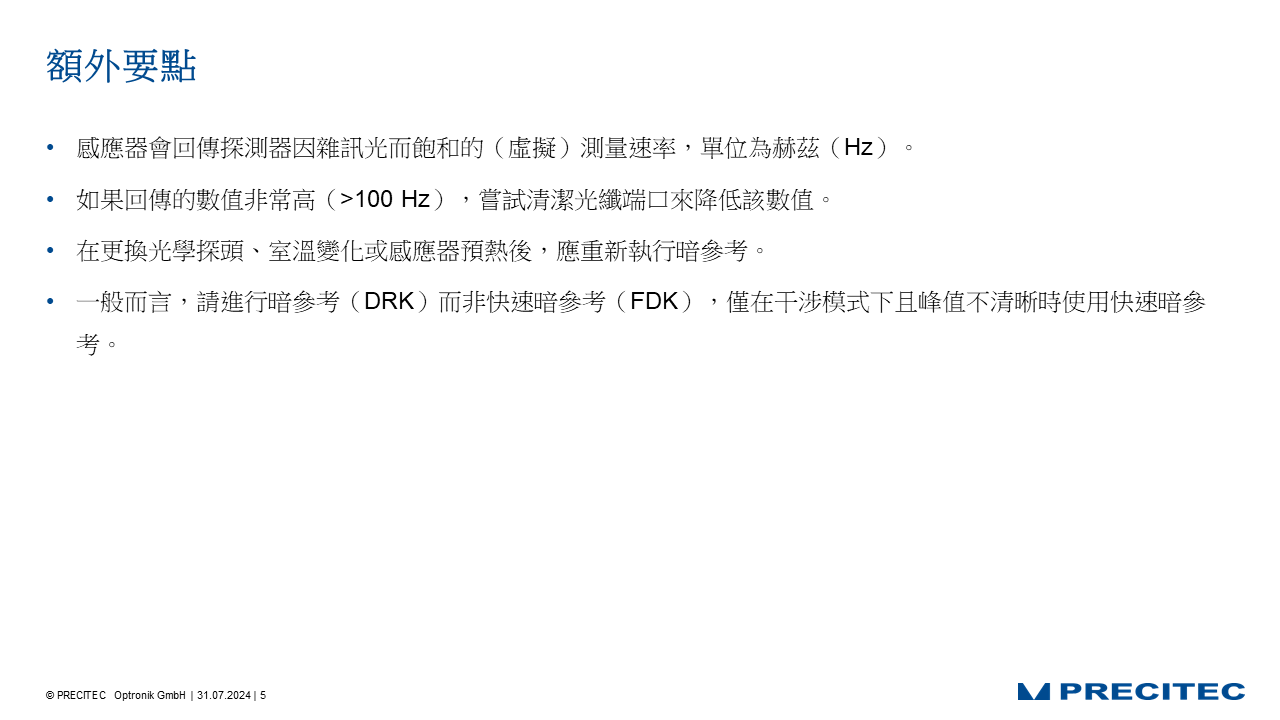 額外要點
• 感應器會回傳探測器因雜訊光而飽和的（虛擬）測量速率，單位為赫茲（Hz）。
• 如果回傳的數值非常高（>100 Hz），嘗試清潔光纖端口來降低該數值。
• 在更換光學探頭、室溫變化或感應器預熱後，應重新執行暗參考。
• 一般而言，請進行暗參考（DRK）而非快速暗參考（FDK），僅在干涉模式下且峰值不清晰時使用快速暗參
考。
© PRECITEC Optronik GmbH | 31.07.2024 | 5
PRECITEC